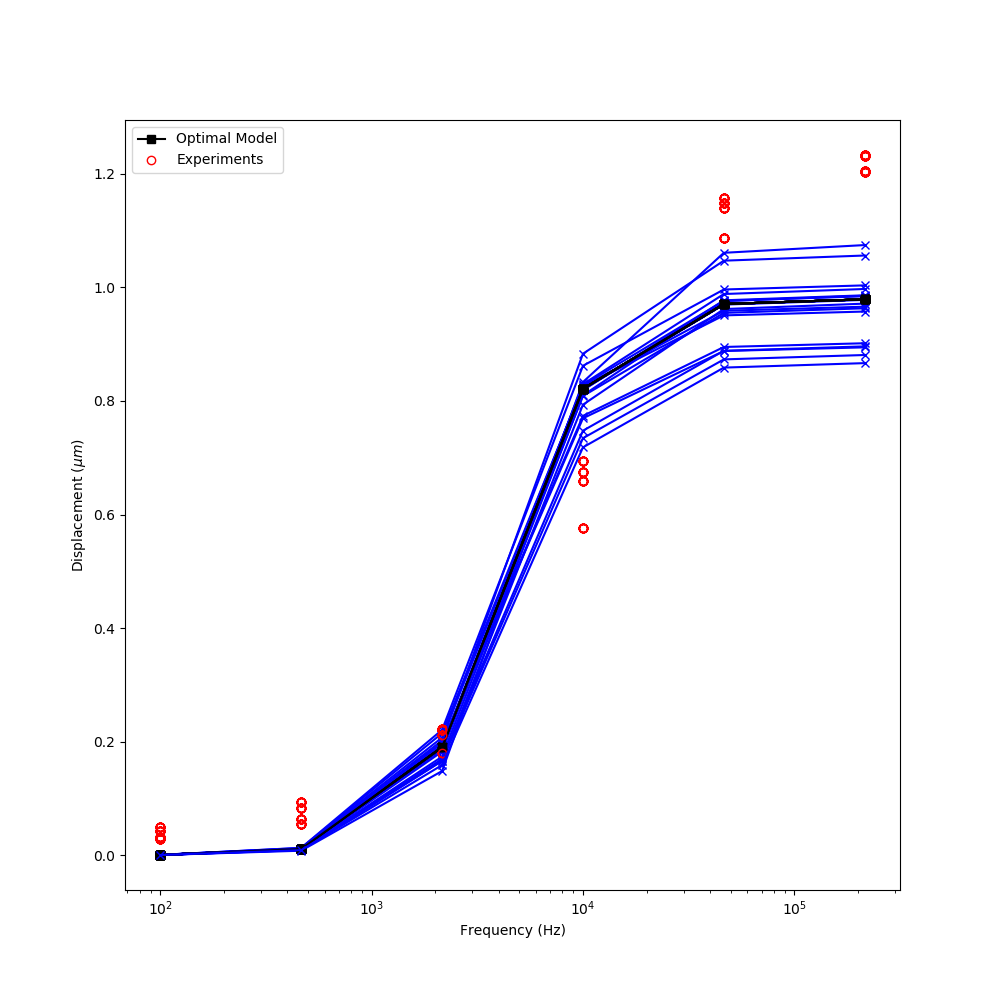 Optimal Model
Experiments
1.2
1.0
0.8
0.6
0.4
0.2
0.0
Displacement (μm)
10²
10³
10⁴
10⁵
Frequency (Hz)